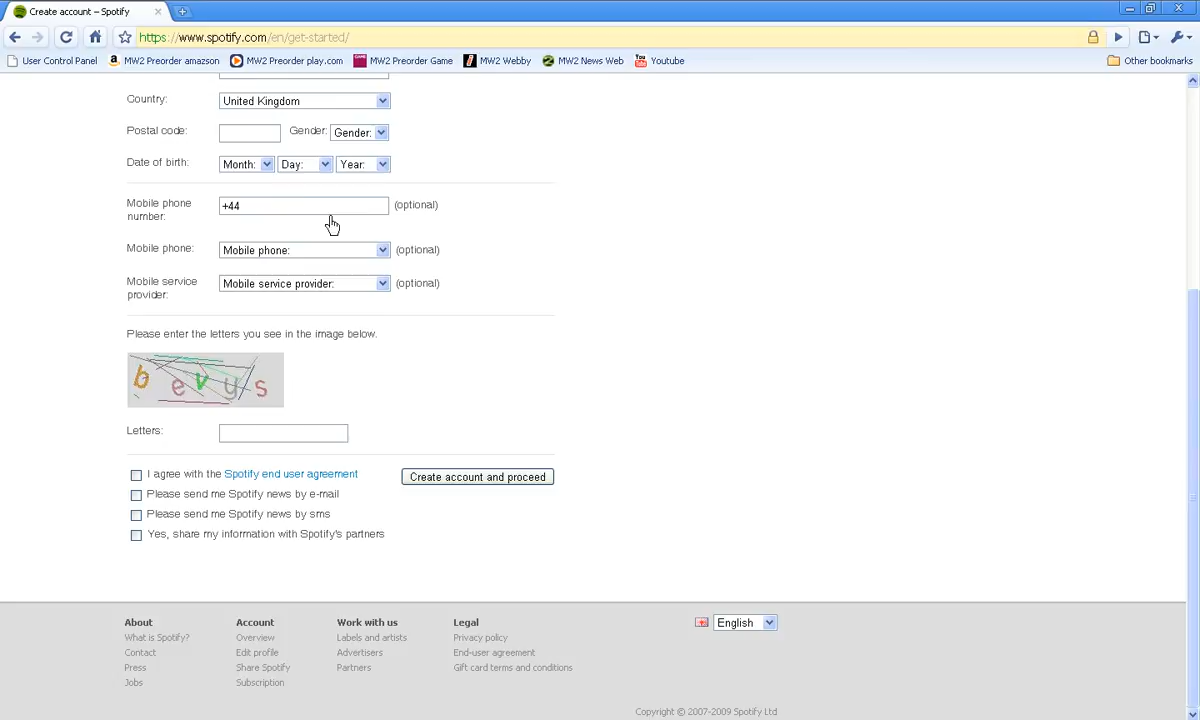 Create account – Spotify
https://www.spotify.com/en/get-started/
User Control Panel
MW2 Preorder amazson
MW2 Preorder play.com
MW2 Preorder Game
MW2 Webby
MW2 News Web
You Tube
Youtube
Other bookmarks
Country:
United Kingdom
Postal code:
Gender:
Gender:
Date of birth:
Month:
Day:
Year:
Mobile phone
number:
+44
(optional)
Mobile phone:
Mobile phone:
(optional)
Mobile service
provider:
Mobile service provider:
(optional)
Please enter the letters you see in the image below.
b e v y s
Letters:
I agree with the Spotify end user agreement
Create account and proceed
Please send me Spotify news by e-mail
Please send me Spotify news by sms
Yes, share my information with Spotify's partners
About
What is Spotify?
Contact
Press
Jobs
Account
Overview
Edit profile
Share Spotify
Subscription
Work with us
Labels and artists
Advertisers
Partners
Legal
Privacy policy
End-user agreement
Gift card terms and conditions
English
Copyright © 2007-2009 Spotify Ltd